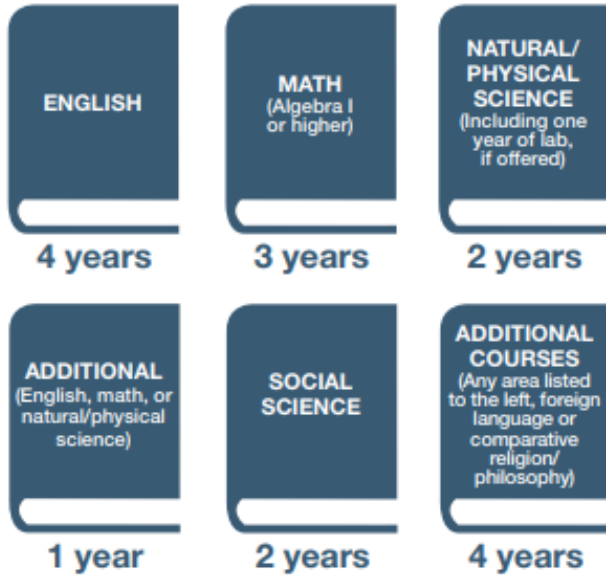 ENGLISH
4 years
MATH
(Algebra I
or higher)
3 years
NATURAL/
PHYSICAL
SCIENCE
(Including one
year of lab,
if offered)
2 years
ADDITIONAL
(English, math, or
natural/physical
science)
1 year
SOCIAL
SCIENCE
2 years
ADDITIONAL
COURSES
(Any area listed
to the left, foreign
language or
comparative
religion/
philosophy)
4 years